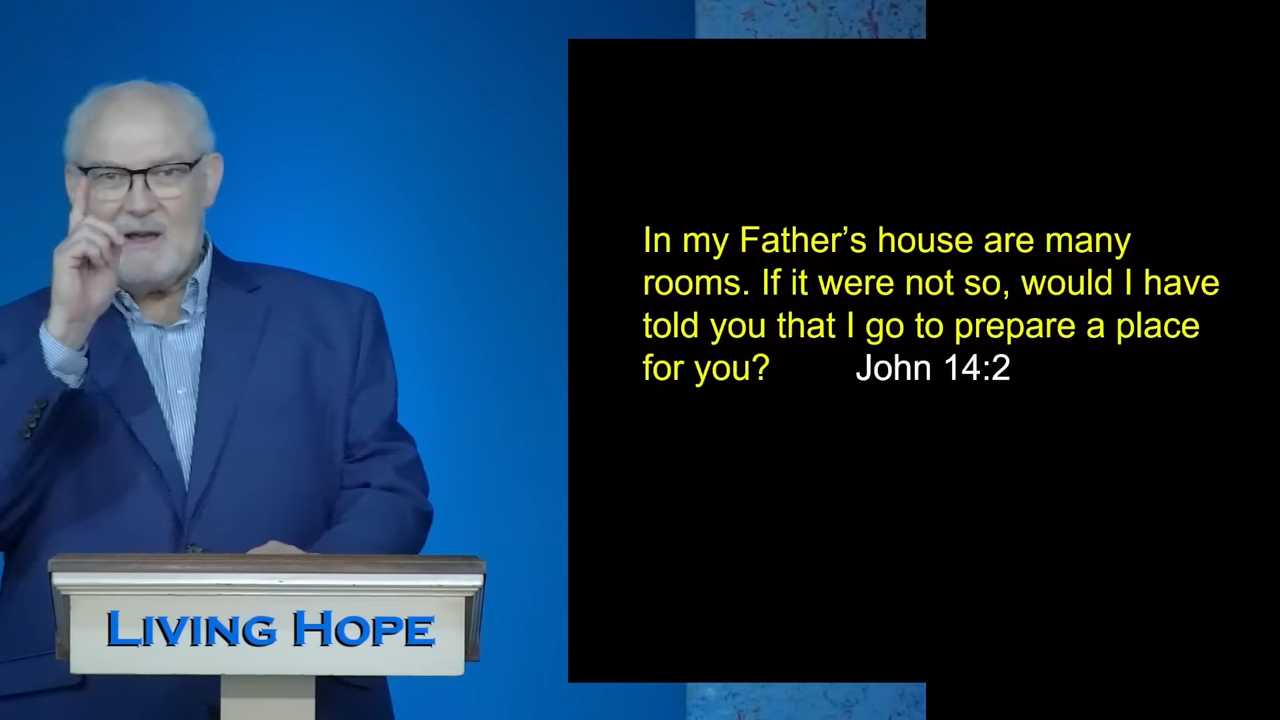 In my Father’s house are many
rooms. If it were not so, would I have
told you that I go to prepare a place
for you? John 14:2
LIVING HOPE